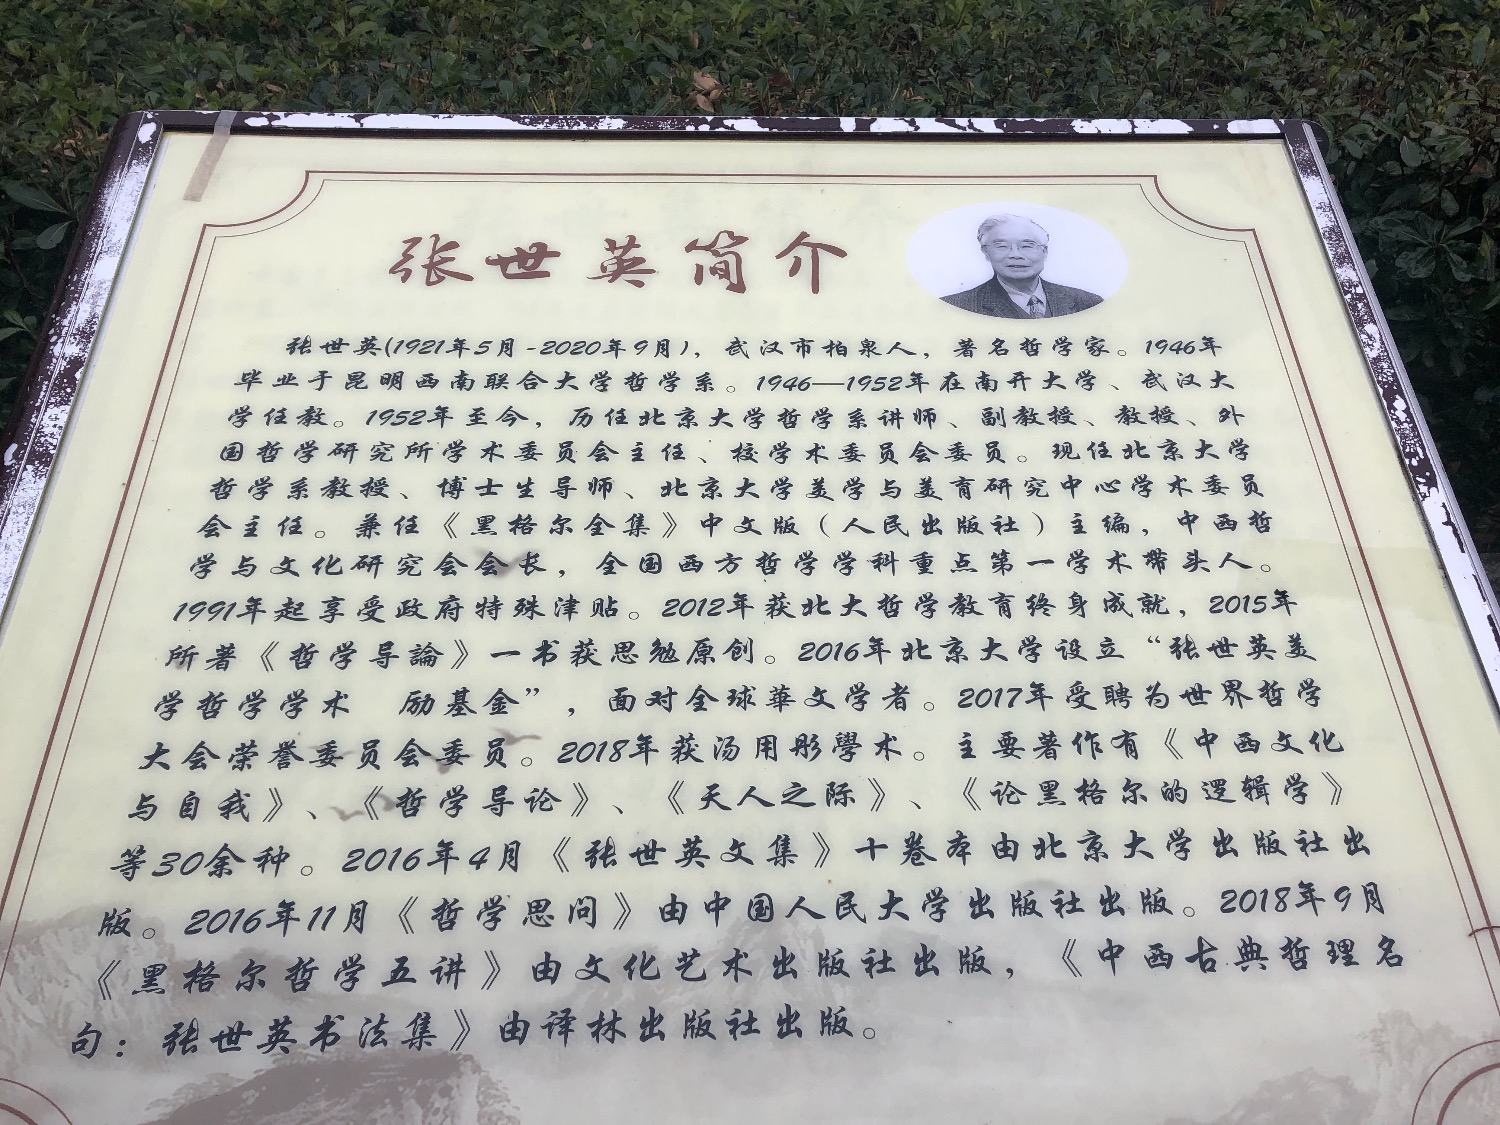 张世英简介
张世英(1921年5月-2020年9月)，武汉市柏泉人，著名哲学家。1946年
毕业于昆明西南联合大学哲学系。1946—1952年在南开大学、武汉大
学任教。1952年至今，历任北京大学哲学系讲师、副教授、教授、外
国哲学研究所学术委员会主任、校学术委员会委员。现任北京大学
哲学系教授、博士生导师、北京大学美学与美育研究中心学术委员
会主任。兼任《黑格尔全集》中文版（人民出版社）主编，中西哲
学与文化研究会会长，全国西方哲学学科重点第一学术带头人。
1991年起享受政府特殊津贴。2012年获北大哲学教育终身成就，2015年
所著《哲学导論》一书获思勉原创。2016年北京大学设立“张世英美
学哲学学术 励基金”，面对全球華文学者。2017年受聘为世界哲学
大会荣誉委员会委员。2018年获汤用彤學术。主要著作有《中西文化
与自我》、《哲学导论》、《天人之际》、《论黑格尔的逻辑学》
等30余种。2016年4月《张世英文集》十卷本由北京大学出版社出
版。2016年11月《哲学思问》由中国人民大学出版社出版。2018年9月
《黑格尔哲学五讲》由文化艺术出版社出版，《中西古典哲理名
句：张世英书法集》由译林出版社出版。